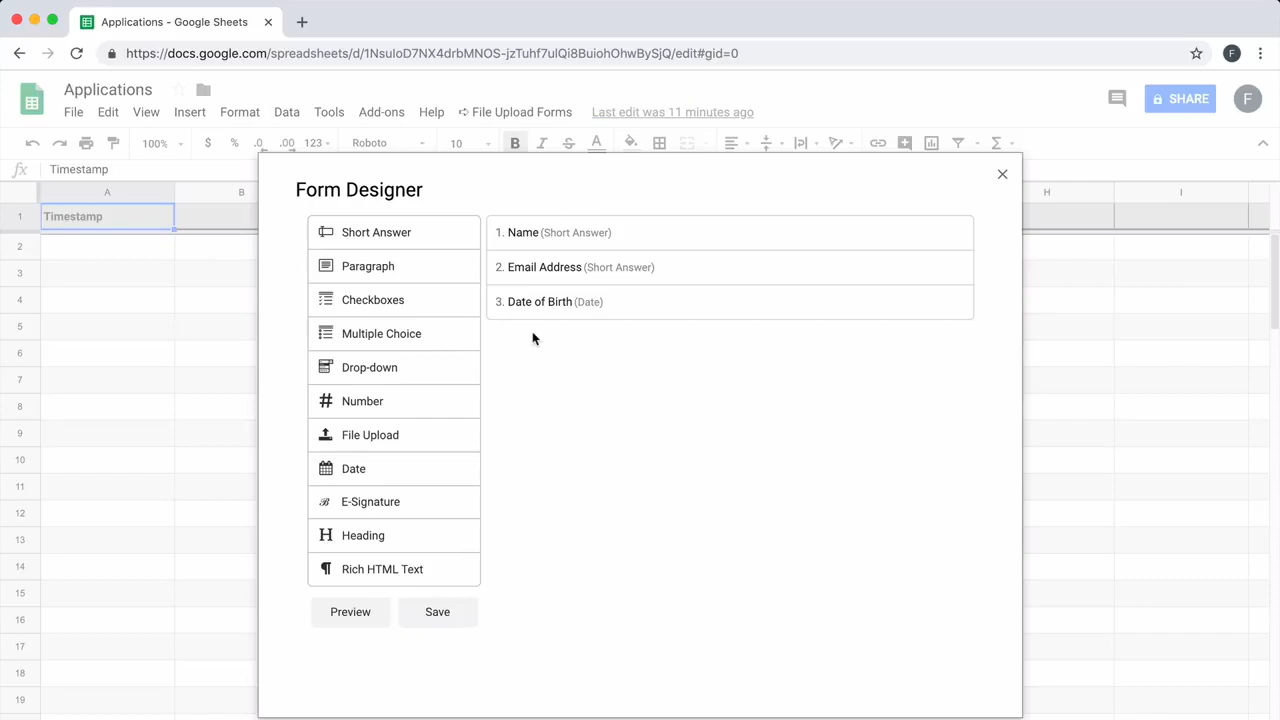 Applications - Google Sheets
https://docs.google.com/spreadsheets/d/1NsuIoD7NX4drbMNOS-jzTuhf7ulQi8BuiohOhwBySjQ/edit#gid=0
F
Applications
File Edit View Insert Format Data Tools Add-ons Help File Upload Forms Last edit was 11 minutes ago
SHARE
F
100% $ % .0 .00 123 Roboto 10 B I S A
fx Timestamp
A B H I
1 Timestamp
2
3
4
5
6
7
8
9
10
11
12
13
14
15
16
17
18
19
Form Designer
Short Answer
Paragraph
Checkboxes
Multiple Choice
Drop-down
# Number
File Upload
Date
E-Signature
H Heading
¶ Rich HTML Text
Preview Save
1. Name (Short Answer)
2. Email Address (Short Answer)
3. Date of Birth (Date)